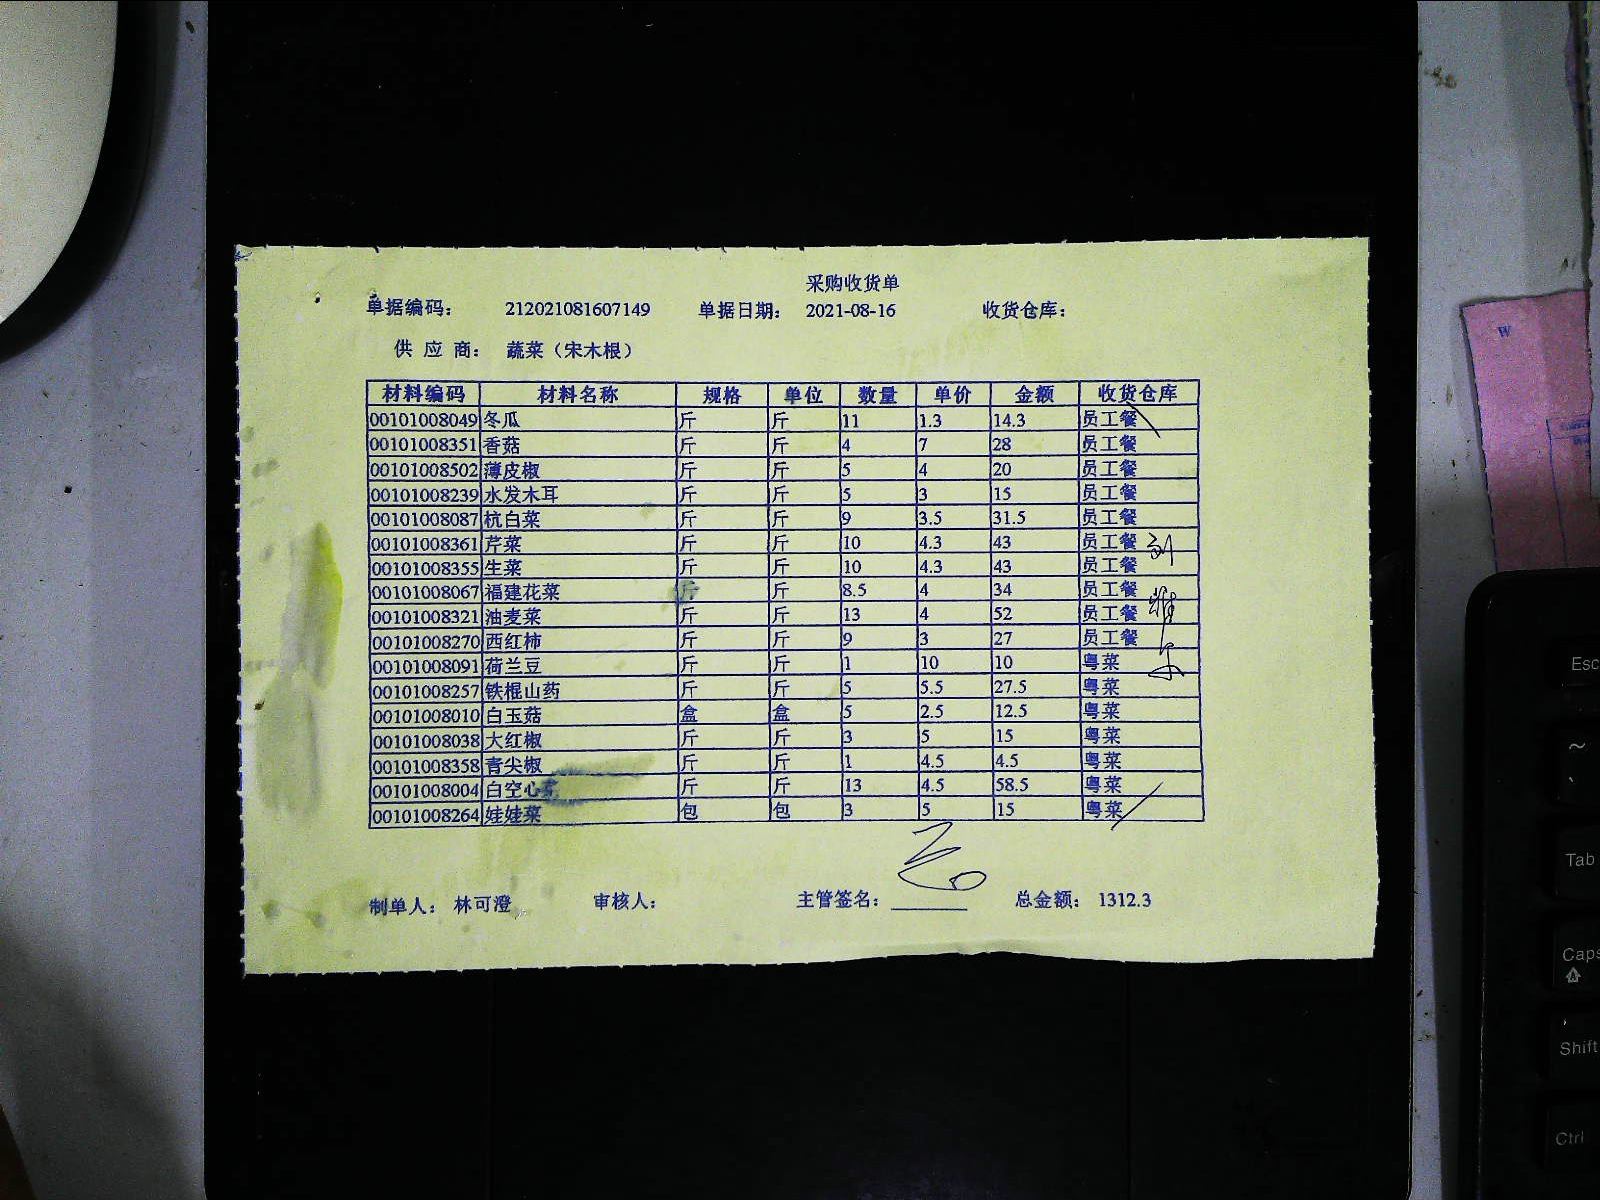 采购收货单
单据编码: 212021081607149 单据日期: 2021-08-16 收货仓库:
供 应 商: 蔬菜（宋木根）
材料编码 材料名称 规格 单位 数量 单价 金额 收货仓库
00101008049 冬瓜 斤 斤 11 1.3 14.3 员工餐
00101008351 香菇 斤 斤 4 7 28 员工餐
00101008502 薄皮椒 斤 斤 5 4 20 员工餐
00101008239 水发木耳 斤 斤 5 3 15 员工餐
00101008087 杭白菜 斤 斤 9 3.5 31.5 员工餐
00101008361 芹菜 斤 斤 10 4.3 43 员工餐
00101008355 生菜 斤 斤 10 4.3 43 员工餐
00101008067 福建花菜 斤 斤 8.5 4 34 员工餐
00101008321 油麦菜 斤 斤 13 4 52 员工餐
00101008270 西红柿 斤 斤 9 3 27 员工餐
00101008091 荷兰豆 斤 斤 1 10 10 粤菜
00101008257 铁棍山药 斤 斤 5 5.5 27.5 粤菜
00101008010 白玉菇 盒 盒 5 2.5 12.5 粤菜
00101008038 大红椒 斤 斤 3 5 15 粤菜
00101008358 青尖椒 斤 斤 1 4.5 4.5 粤菜
00101008004 白空心菜 斤 斤 13 4.5 58.5 粤菜
00101008264 娃娃菜 包 包 3 5 15 粤菜
制单人: 林可澄 审核人: 主管签名: 总金额: 1312.3
W
Esc
~
Tab
Caps
Shift
Ctrl